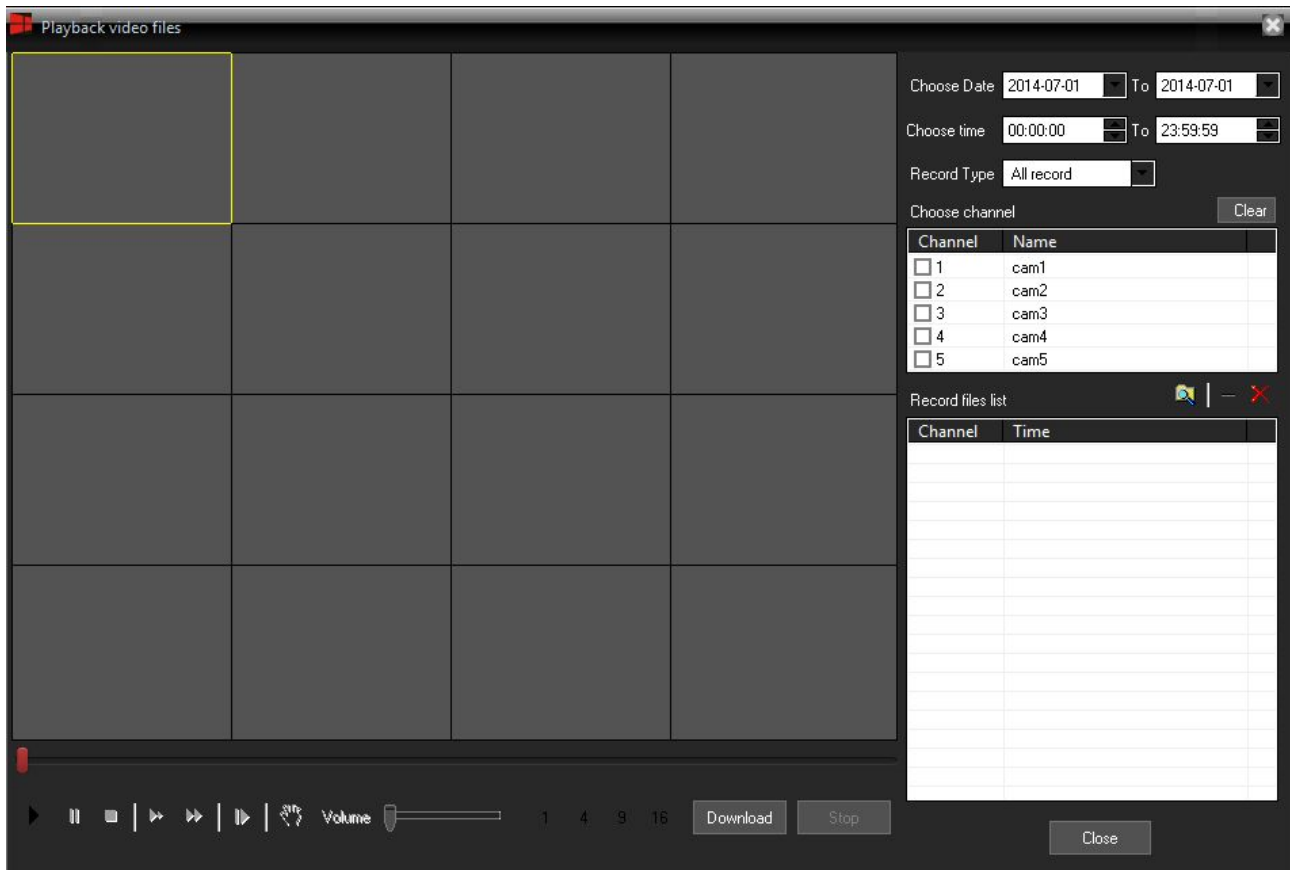 Playback video files
Choose Date 2014-07-01 To 2014-07-01
Choose time 00:00:00 To 23:59:59
Record Type All record
Choose channel Clear
Channel Name
1 cam1
2 cam2
3 cam3
4 cam4
5 cam5
Record files list
Channel Time
Volume 1 4 9 16 Download Stop
Close